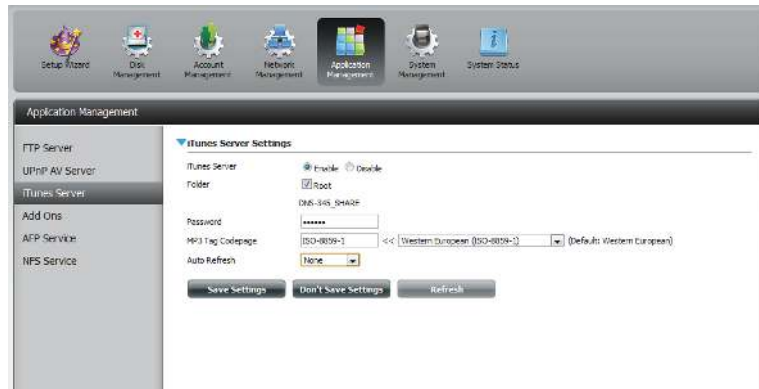 Setup Wizard
Disk Management
Account Management
Network Management
Application Management
System Management
System Status
Application Management
FTP Server
UPnP AV Server
iTunes Server
Add Ons
AFP Service
NFS Service
iTunes Server Settings
iTunes Server Enable Disable
Folder Root
DNS-345_SHARE
Password ••••••
MP3 Tag Codepage ISO-8859-1 << Western European (ISO-8859-1) (Default: Western European)
Auto Refresh None
Save Settings Don't Save Settings Refresh